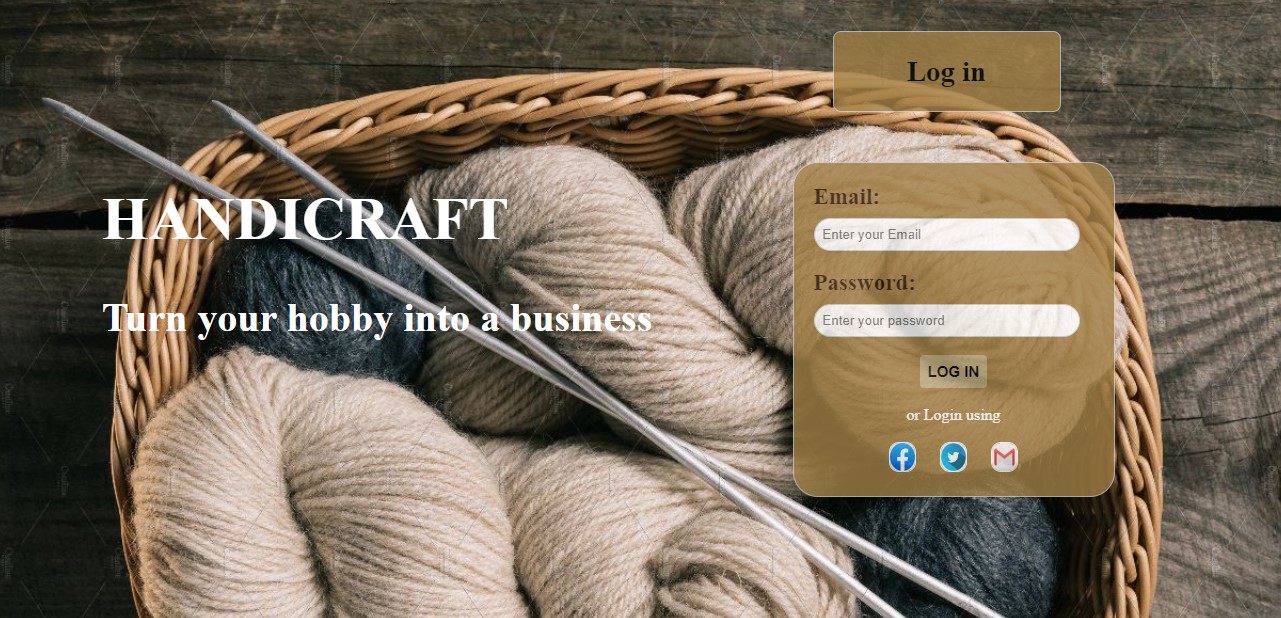 Log in
HANDICRAFT
Turn your hobby into a business
Email:
Enter your Email
Password:
Enter your password
LOG IN
or Login using